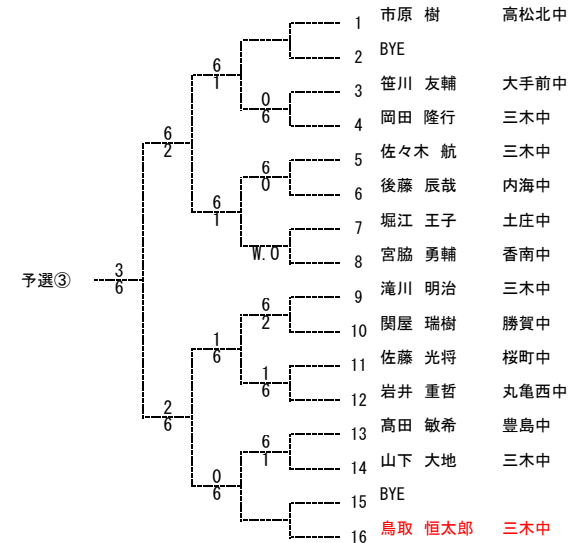 1 市原 樹 高松北中
2 BYE
6
1
3 笹川 友輔 大手前中
0
6
4 岡田 隆行 三木中
6
2
5 佐々木 航 三木中
6
0
6 後藤 辰哉 内海中
6
1
7 堀江 王子 土庄中
W.O
8 宮脇 勇輔 香南中
予選③
3
6
9 滝川 明治 三木中
6
2
10 関屋 瑞樹 勝賀中
1
6
11 佐藤 光将 桜町中
1
6
12 岩井 重哲 丸亀西中
2
6
13 髙田 敏希 豊島中
6
1
14 山下 大地 三木中
0
6
15 BYE
16 鳥取 恒太郎 三木中